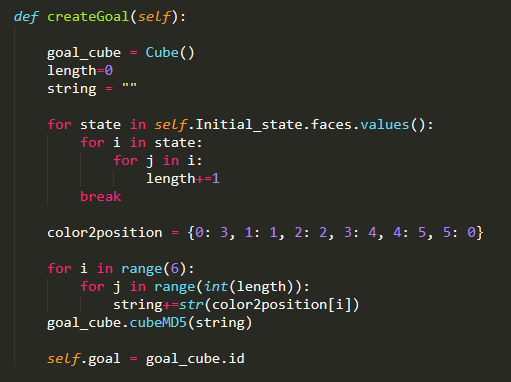 def createGoal(self):
goal_cube = Cube()
length=0
string = ""
for state in self.Initial_state.faces.values():
for i in state:
for j in i:
length+=1
break
color2position = {0: 3, 1: 1, 2: 2, 3: 4, 4: 5, 5: 0}
for i in range(6):
for j in range(int(length)):
string+=str(color2position[i])
goal_cube.cubeMD5(string)
self.goal = goal_cube.id